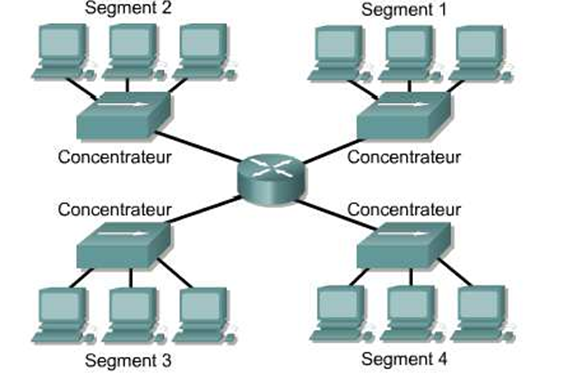 Segment 2
Segment 1
Concentrateur
Concentrateur
Concentrateur
Concentrateur
Segment 3
Segment 4